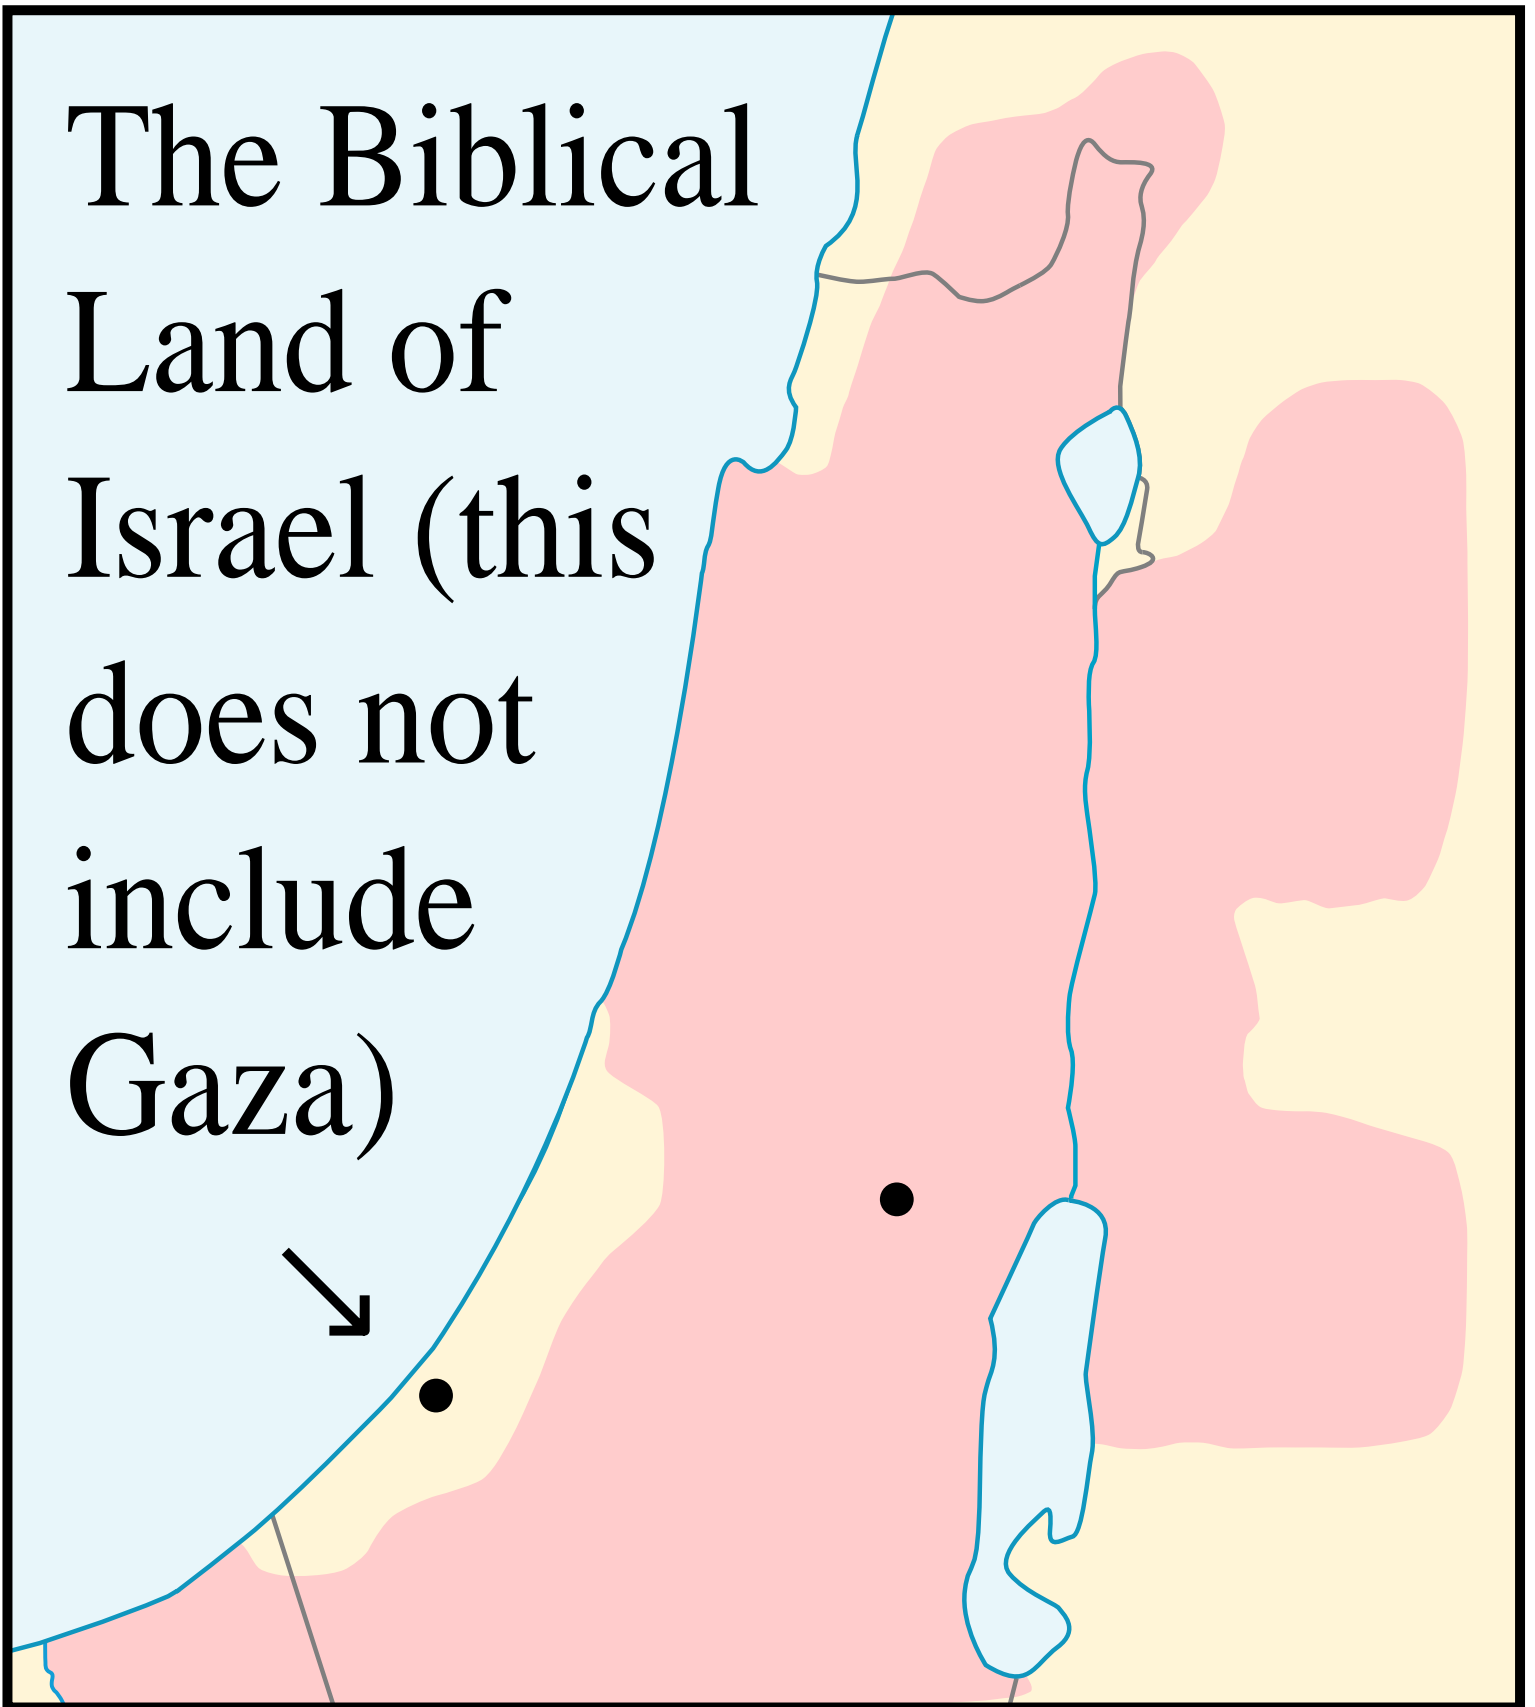 The Biblical
Land of
Israel (this
does not
include
Gaza)